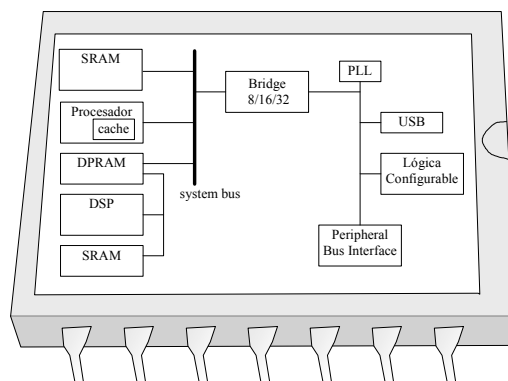 SRAM
Procesador
cache
DPRAM
DSP
SRAM
system bus
Bridge
8/16/32
PLL
USB
Lógica
Configurable
Peripheral
Bus Interface